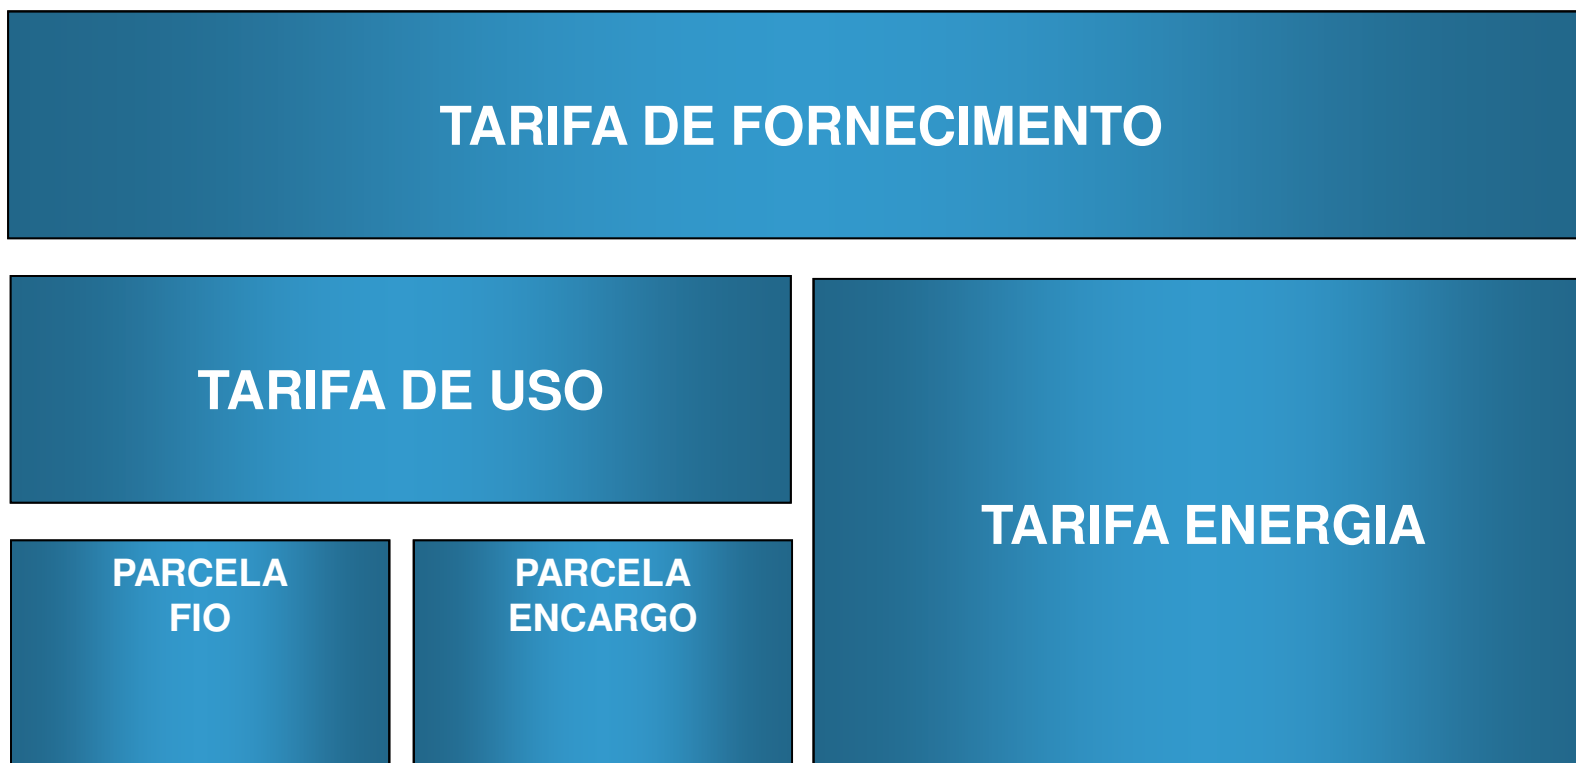 TARIFA DE FORNECIMENTO
TARIFA DE USO
TARIFA ENERGIA
PARCELA
FIO
PARCELA
ENCARGO